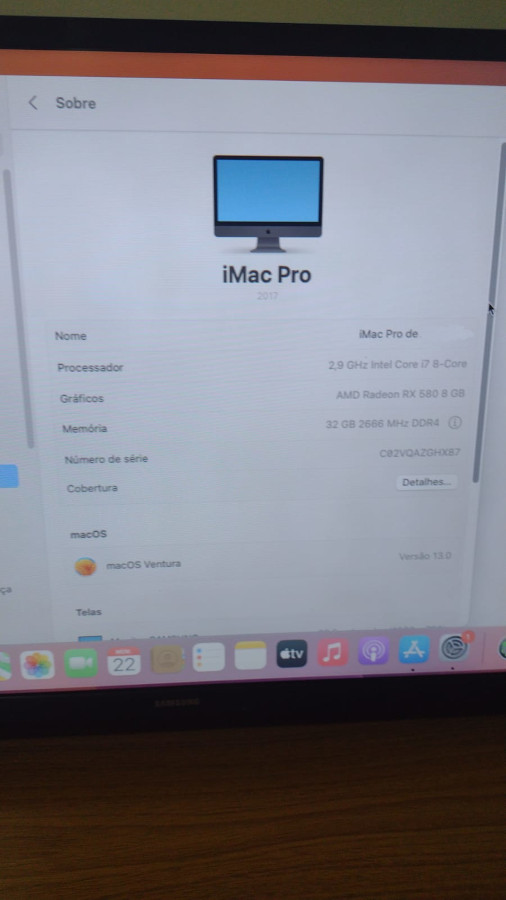 Sobre
iMac Pro
2017
Nome iMac Pro de
Processador 2,9 GHz Intel Core i7 8-Core
Gráficos AMD Radeon RX 580 8 GB
Memória 32 GB 2666 MHz DDR4
Número de série C02VQAZGHX87
Cobertura Detalhes...
macOS
macOS Ventura Versão 13.0
ça
Telas
22
tv
1
SAMSUNG